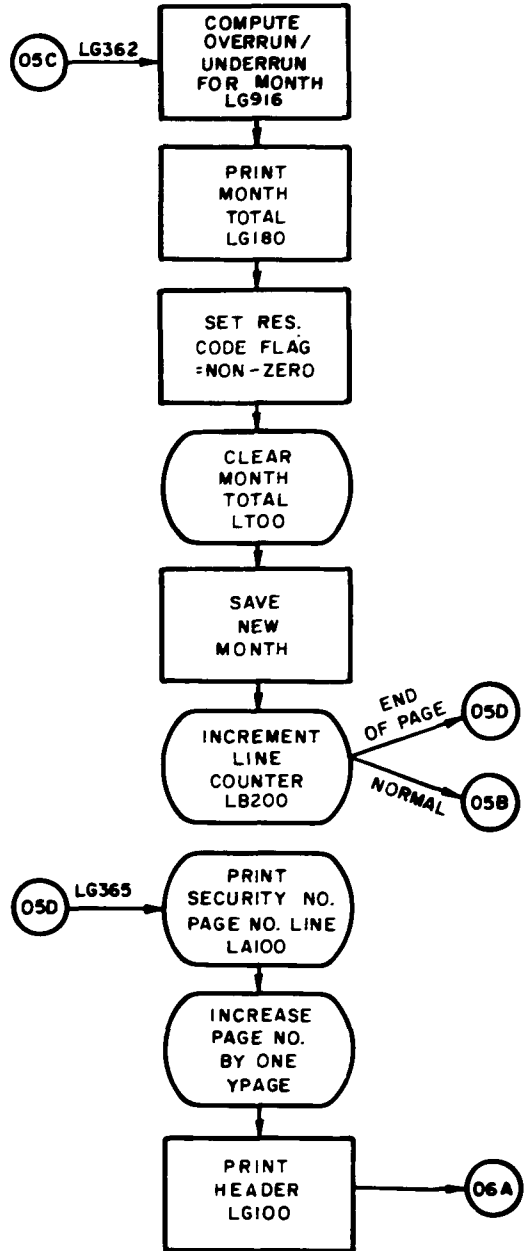 05C
LG362
COMPUTE
OVERRUN/
UNDERRUN
FOR MONTH
LG916
PRINT
MONTH
TOTAL
LG180
SET RES.
CODE FLAG
=NON-ZERO
CLEAR
MONTH
TOTAL
LT00
SAVE
NEW
MONTH
INCREMENT
LINE
COUNTER
LB200
END
OF PAGE
05D
NORMAL
05B
05D
LG365
PRINT
SECURITY NO.
PAGE NO. LINE
LA100
INCREASE
PAGE NO.
BY ONE
YPAGE
PRINT
HEADER
LG100
06A